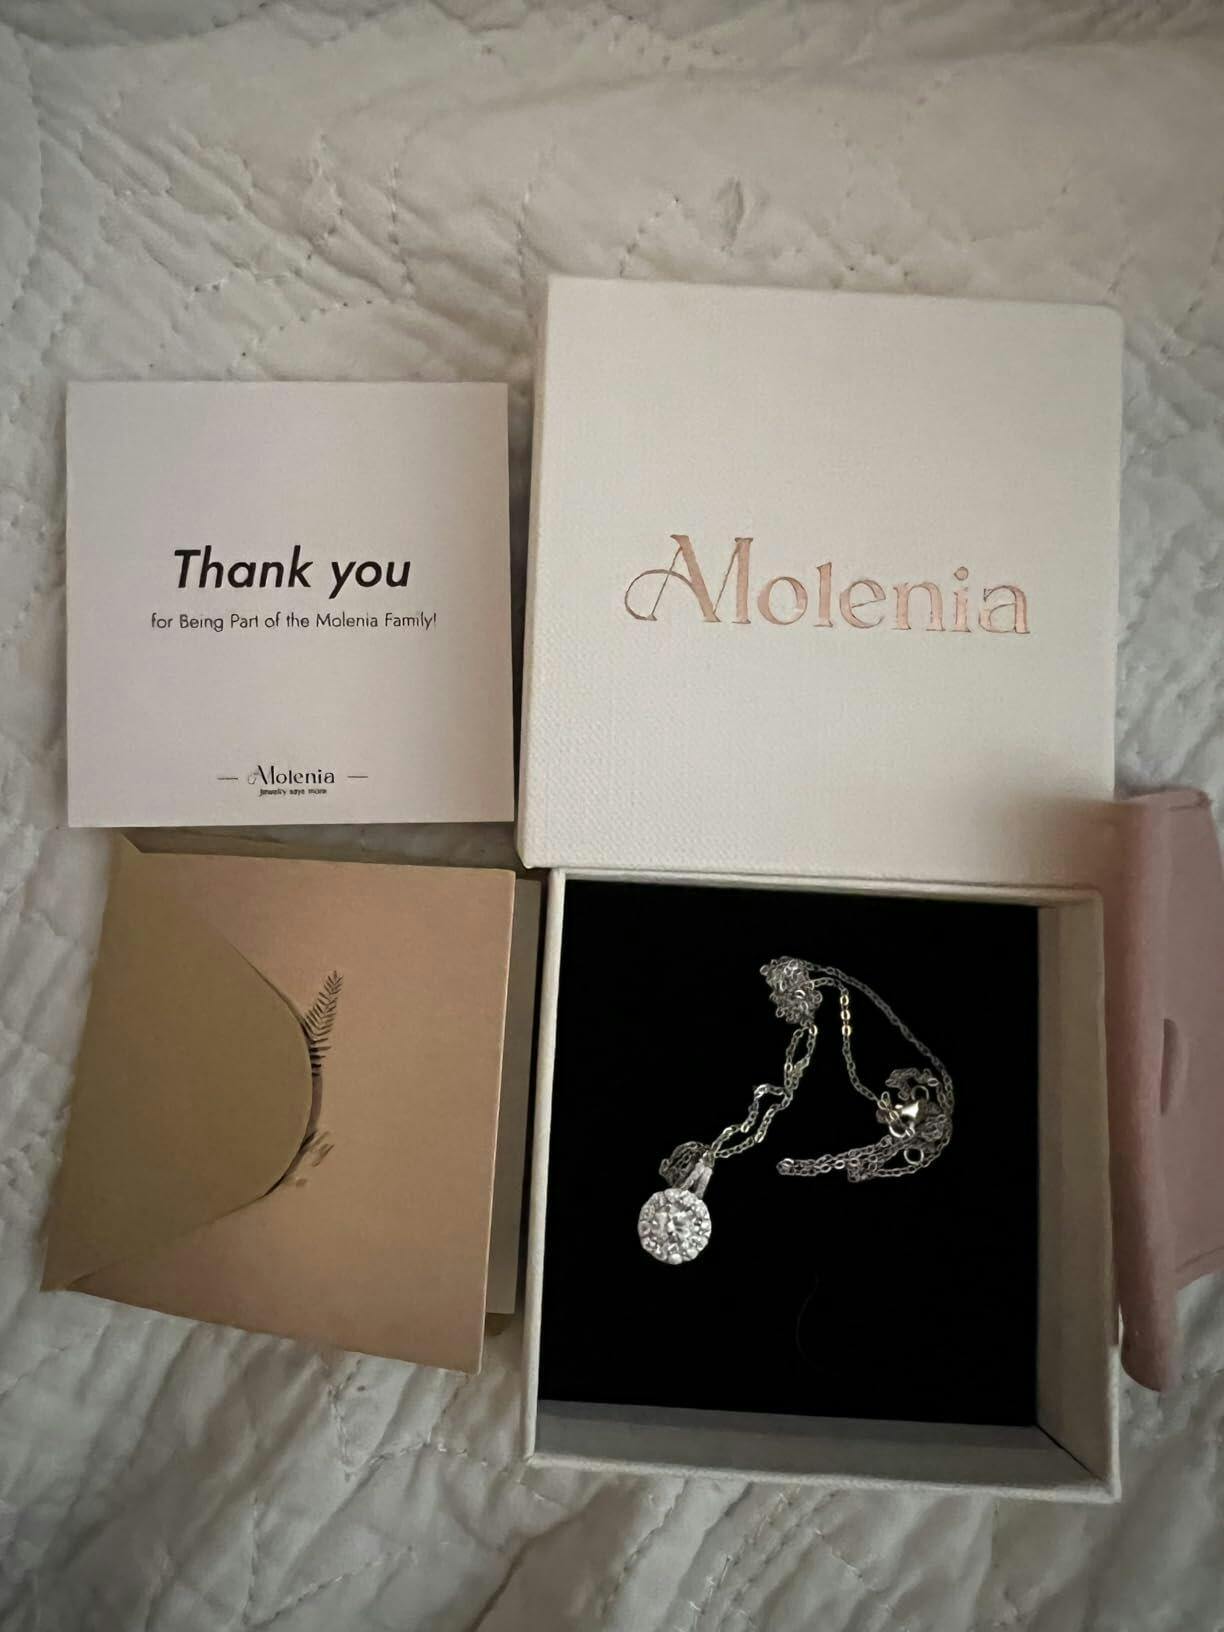 Thank you
for Being Part of the Molenia Family!
Molenia
Jewelry says more
Molenia